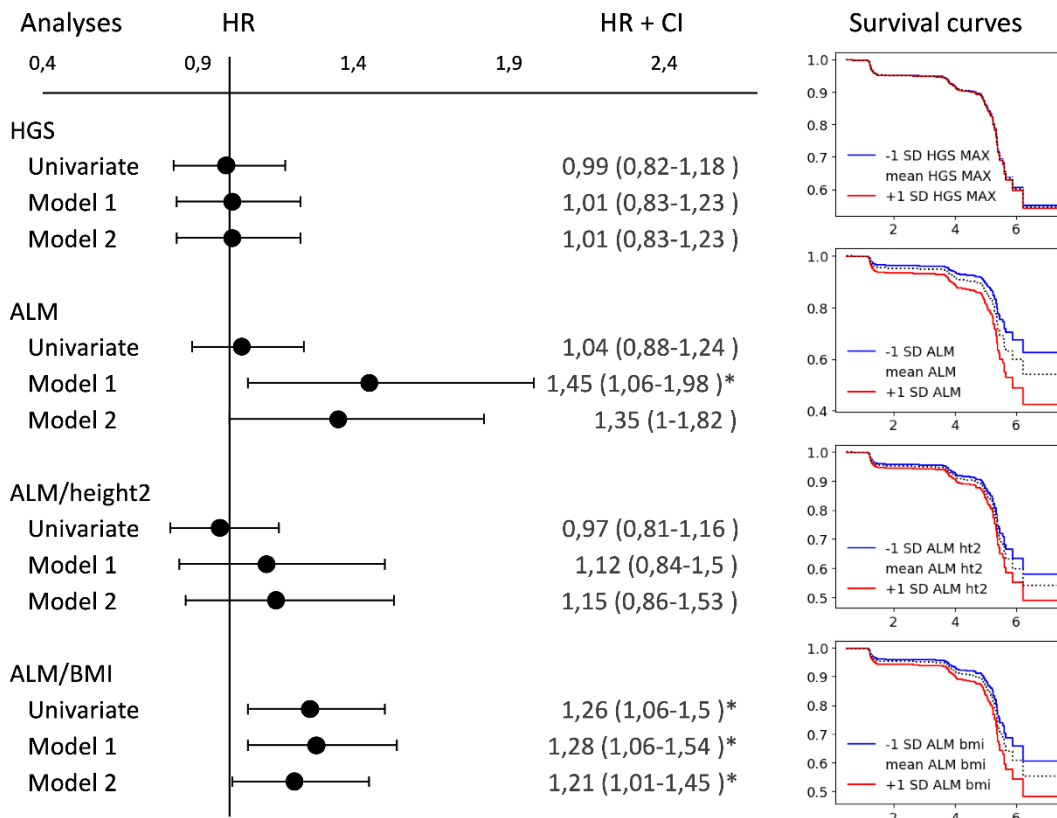 Analyses HR HR + CI Survival curves
0,4 0,9 1,4 1,9 2,4
HGS
Univariate 0,99 (0,82-1,18 )
Model 1 1,01 (0,83-1,23 )
Model 2 1,01 (0,83-1,23 )
ALM
Univariate 1,04 (0,88-1,24 )
Model 1 1,45 (1,06-1,98 )*
Model 2 1,35 (1-1,82 )
ALM/height2
Univariate 0,97 (0,81-1,16 )
Model 1 1,12 (0,84-1,5 )
Model 2 1,15 (0,86-1,53 )
ALM/BMI
Univariate 1,26 (1,06-1,5 )*
Model 1 1,28 (1,06-1,54 )*
Model 2 1,21 (1,01-1,45 )*
1.0
0.9
0.8
0.7
0.6
-1 SD HGS MAX
mean HGS MAX
+1 SD HGS MAX
2 4 6
1.0
0.8
0.6
0.4
-1 SD ALM
mean ALM
+1 SD ALM
2 4 6
1.0
0.9
0.8
0.7
0.6
0.5
-1 SD ALM ht2
mean ALM ht2
+1 SD ALM ht2
2 4 6
1.0
0.9
0.8
0.7
0.6
0.5
-1 SD ALM bmi
mean ALM bmi
+1 SD ALM bmi
2 4 6